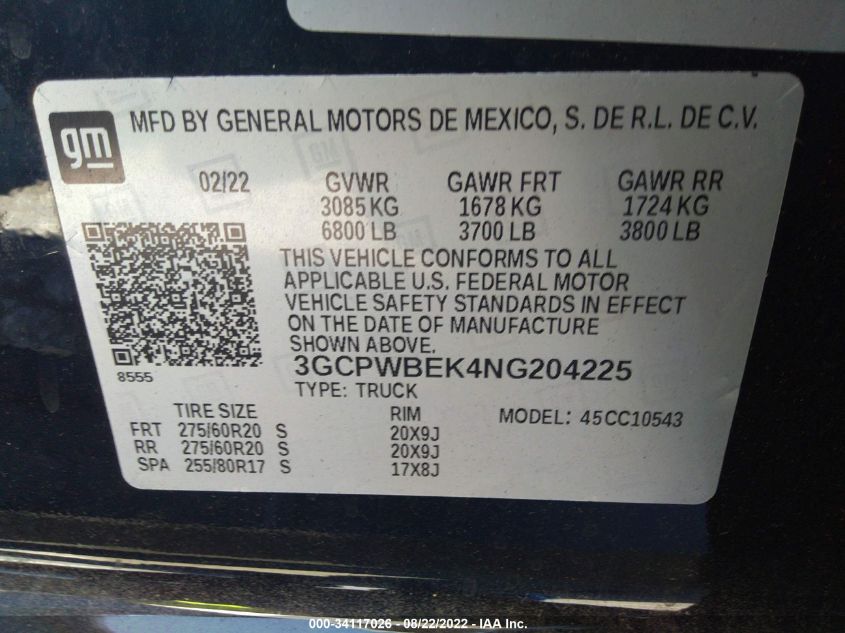 gm
MFD BY GENERAL MOTORS DE MEXICO, S. DE R.L. DE C.V.
02/22 GVWR GAWR FRT GAWR RR
3085 KG 1678 KG 1724 KG
6800 LB 3700 LB 3800 LB
THIS VEHICLE CONFORMS TO ALL
APPLICABLE U.S. FEDERAL MOTOR
VEHICLE SAFETY STANDARDS IN EFFECT
ON THE DATE OF MANUFACTURE
SHOWN ABOVE.
8555
3GCPWBEK4NG204225
TYPE: TRUCK
TIRE SIZE RIM MODEL: 45CC10543
FRT 275/60R20 S 20X9J
RR 275/60R20 S 20X9J
SPA 255/80R17 S 17X8J
000 - 34117026 - 08/22/2022 - IAA Inc.